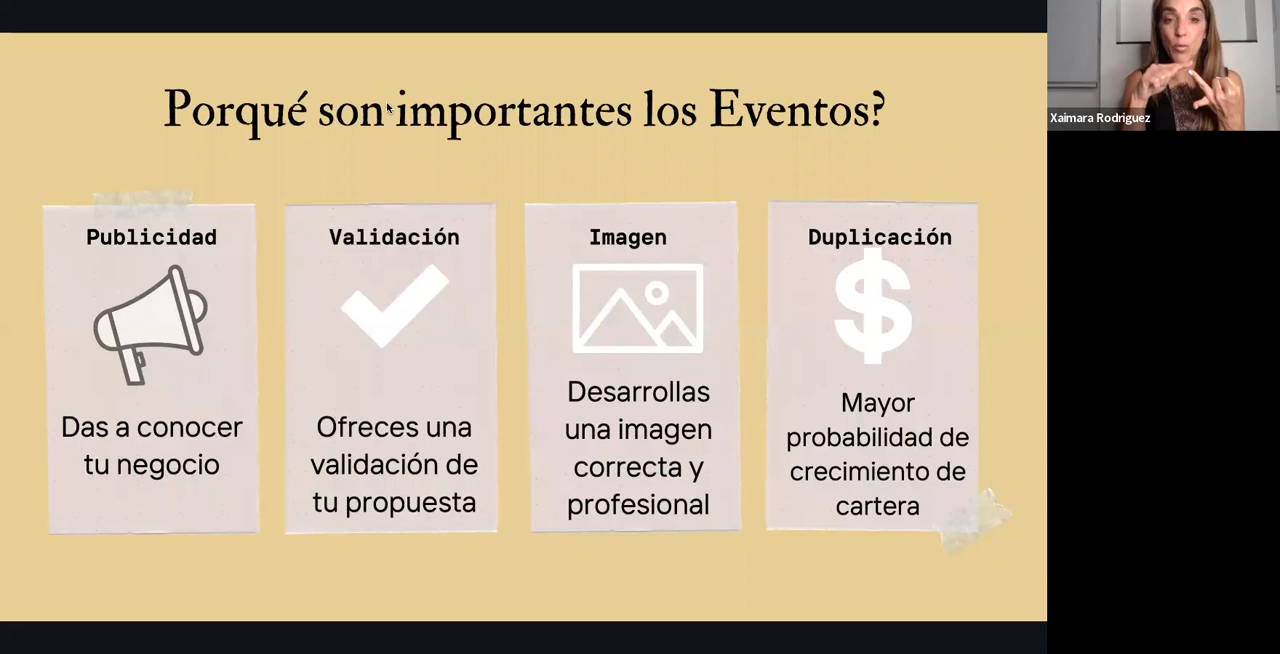 Porqué son importantes los Eventos?
Publicidad
Das a conocer
tu negocio
Validación
Ofreces una
validación de
tu propuesta
Imagen
Desarrollas
una imagen
correcta y
profesional
Duplicación
$
Mayor
probabilidad de
crecimiento de
cartera
Xaimara Rodriguez